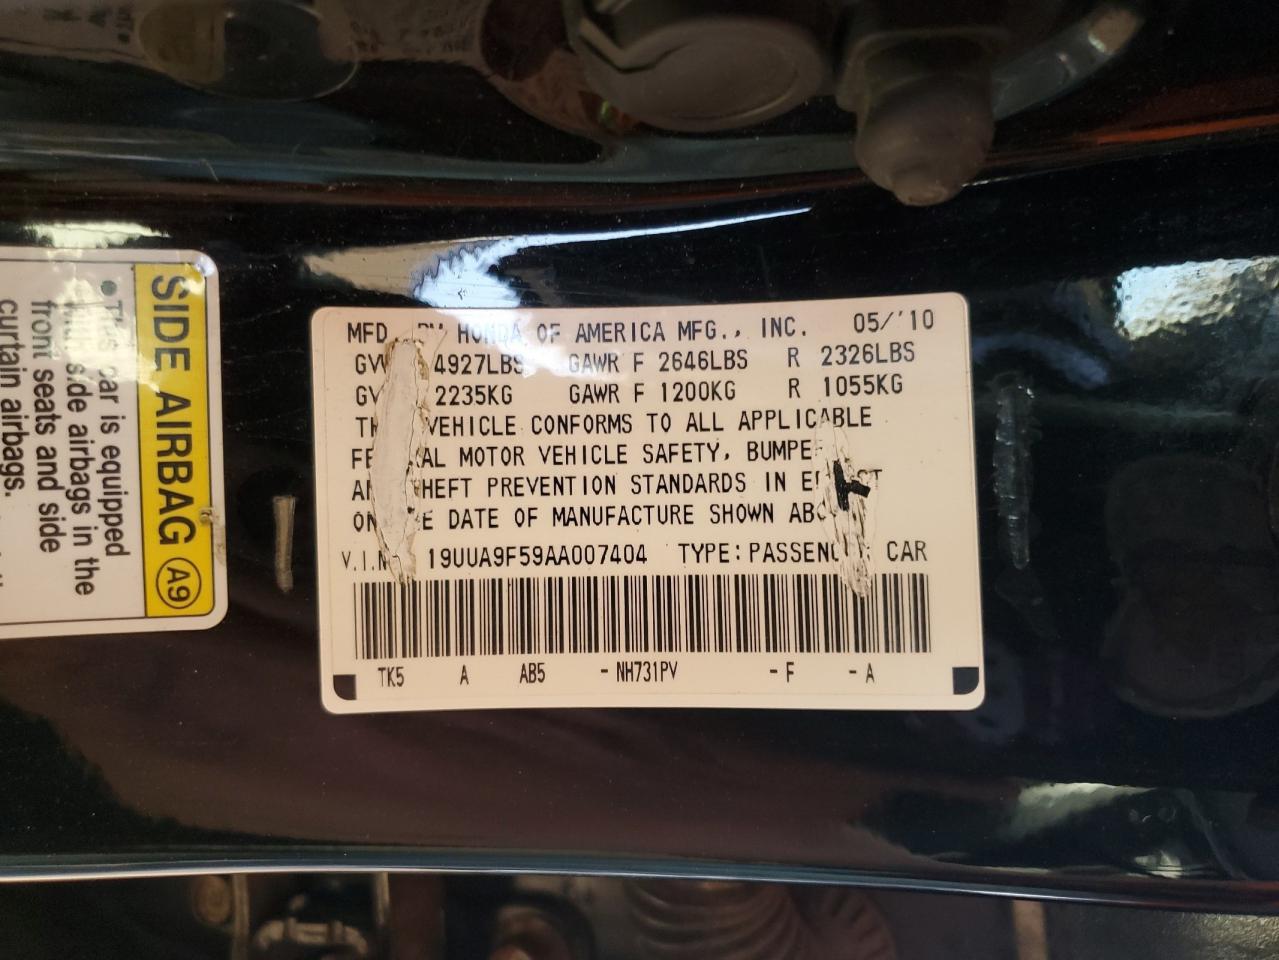 SIDE AIRBAG A9
car is equipped
side airbags in the
front seats and side
curtain airbags.
MFD HONDA OF AMERICA MFG., INC. 05/'10
4927LBS GAWR F 2646LBS R 2326LBS
2235KG GAWR F 1200KG R 1055KG
VEHICLE CONFORMS TO ALL APPLICABLE
MOTOR VEHICLE SAFETY,
PREVENTION STANDARDS IN
DATE OF MANUFACTURE SHOWN
19UUA9F59AA007404 TYPE: CAR
TK5 A AB5 - NH731PV - F - A